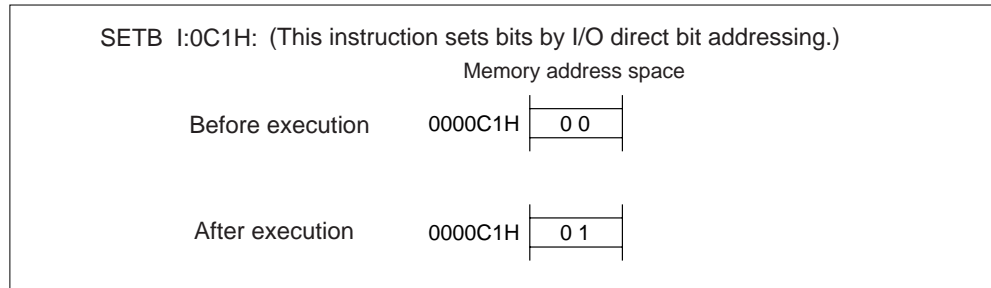 SETB I:0C1H: (This instruction sets bits by I/O direct bit addressing.)
Memory address space
Before execution 0000C1H 0 0
After execution 0000C1H 0 1